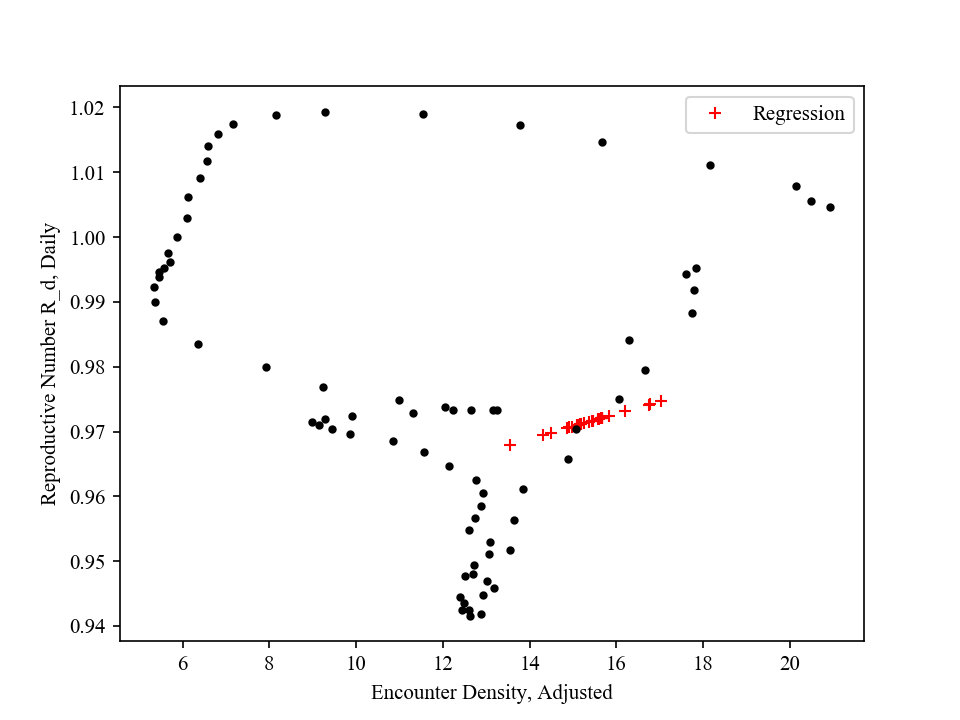 Regression
1.02
1.01
1.00
0.99
0.98
0.97
0.96
0.95
0.94
Reproductive Number R_d, Daily
6 8 10 12 14 16 18 20
Encounter Density, Adjusted